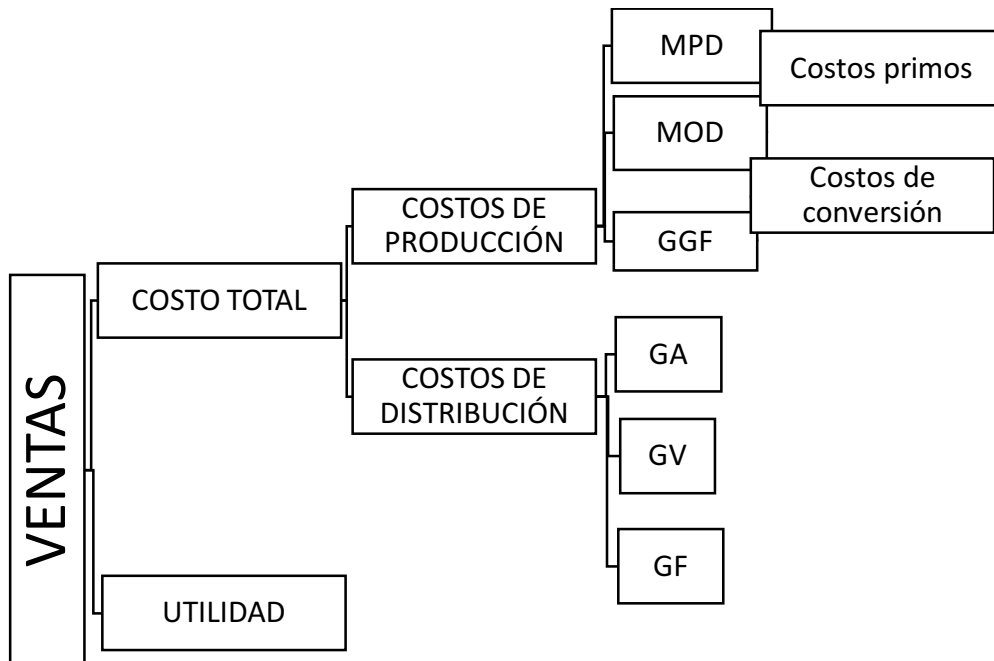 MPD
Costos primos
MOD
Costos de
conversión
COSTOS DE
PRODUCCIÓN
GGF
COSTO TOTAL
VENTAS
GA
COSTOS DE
DISTRIBUCIÓN
GV
GF
UTILIDAD